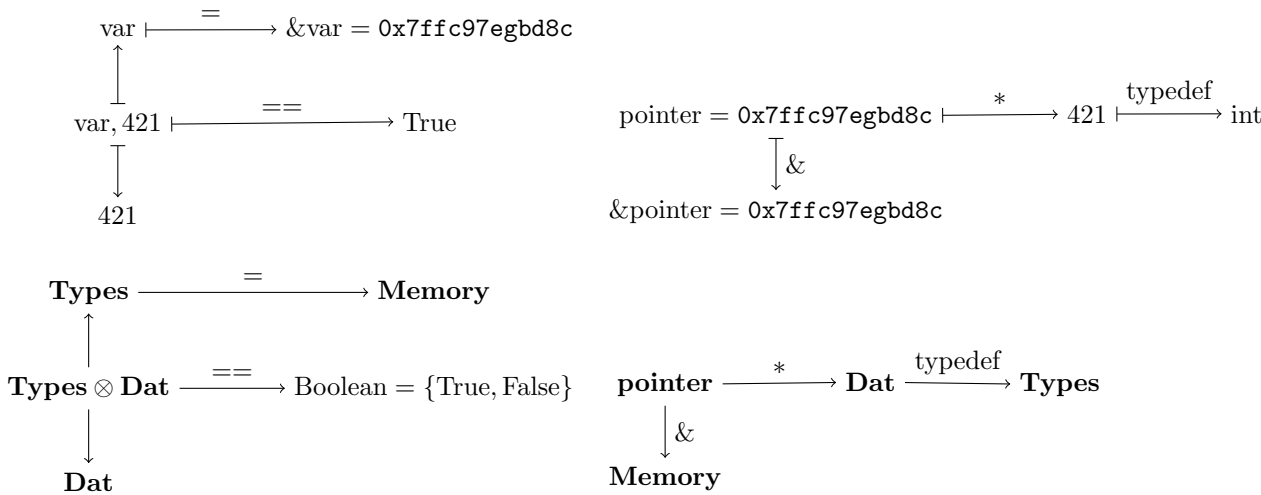 =
var &var = 0x7ffc97egbd8c
==
var, 421 True
421
*
typedef
pointer = 0x7ffc97egbd8c 421 int
&
&pointer = 0x7ffc97egbd8c
=
Types Memory
==
Types ⊗ Dat Boolean = {True, False}
Dat
*
typedef
pointer Dat Types
&
Memory